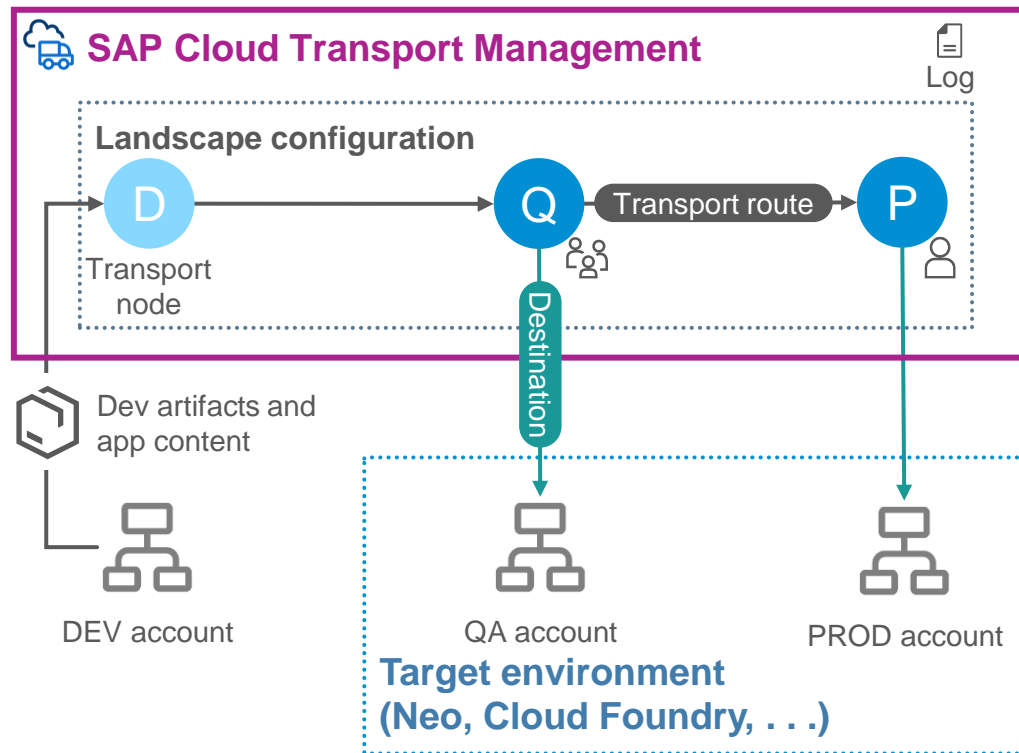 SAP Cloud Transport Management
Log
Landscape configuration
D
Q
Transport route
P
Transport
node
Destination
Dev artifacts and
app content
DEV account
QA account
PROD account
Target environment
(Neo, Cloud Foundry, . . .)